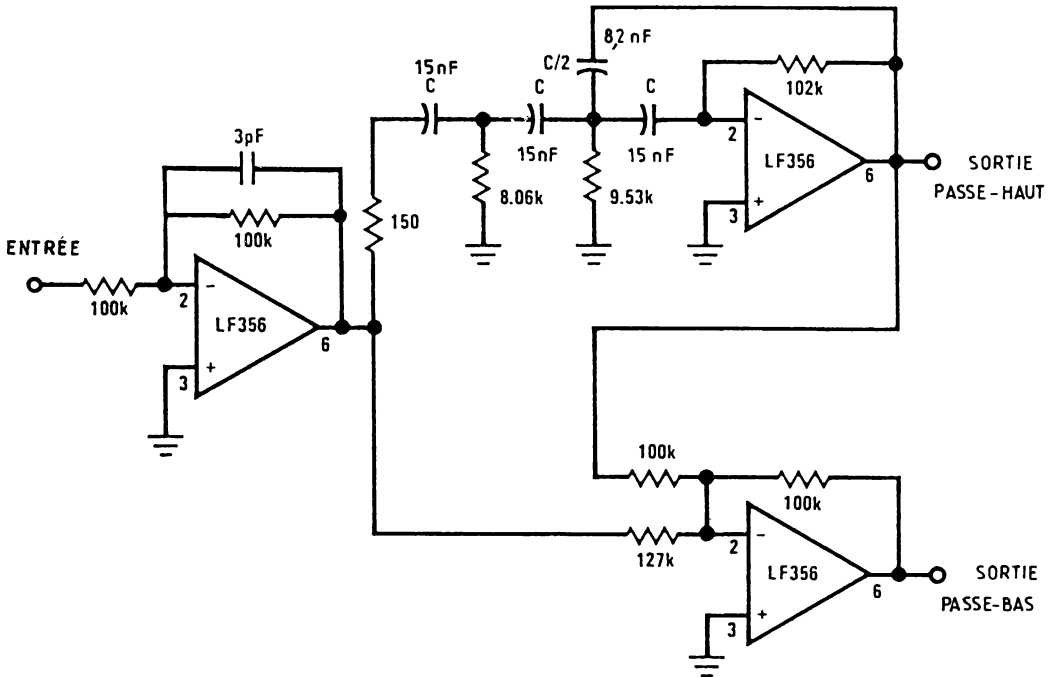 8,2 nF
C/2
15nF
C
C
C
102k
2
-
15nF
15 nF
LF356
6
SORTIE
PASSE-HAUT
3pF
8.06k
9.53k
3
+
150
100k
ENTRÉE
100k
2
-
LF356
6
3
+
100k
100k
127k
2
-
LF356
6
SORTIE
PASSE-BAS
3
+